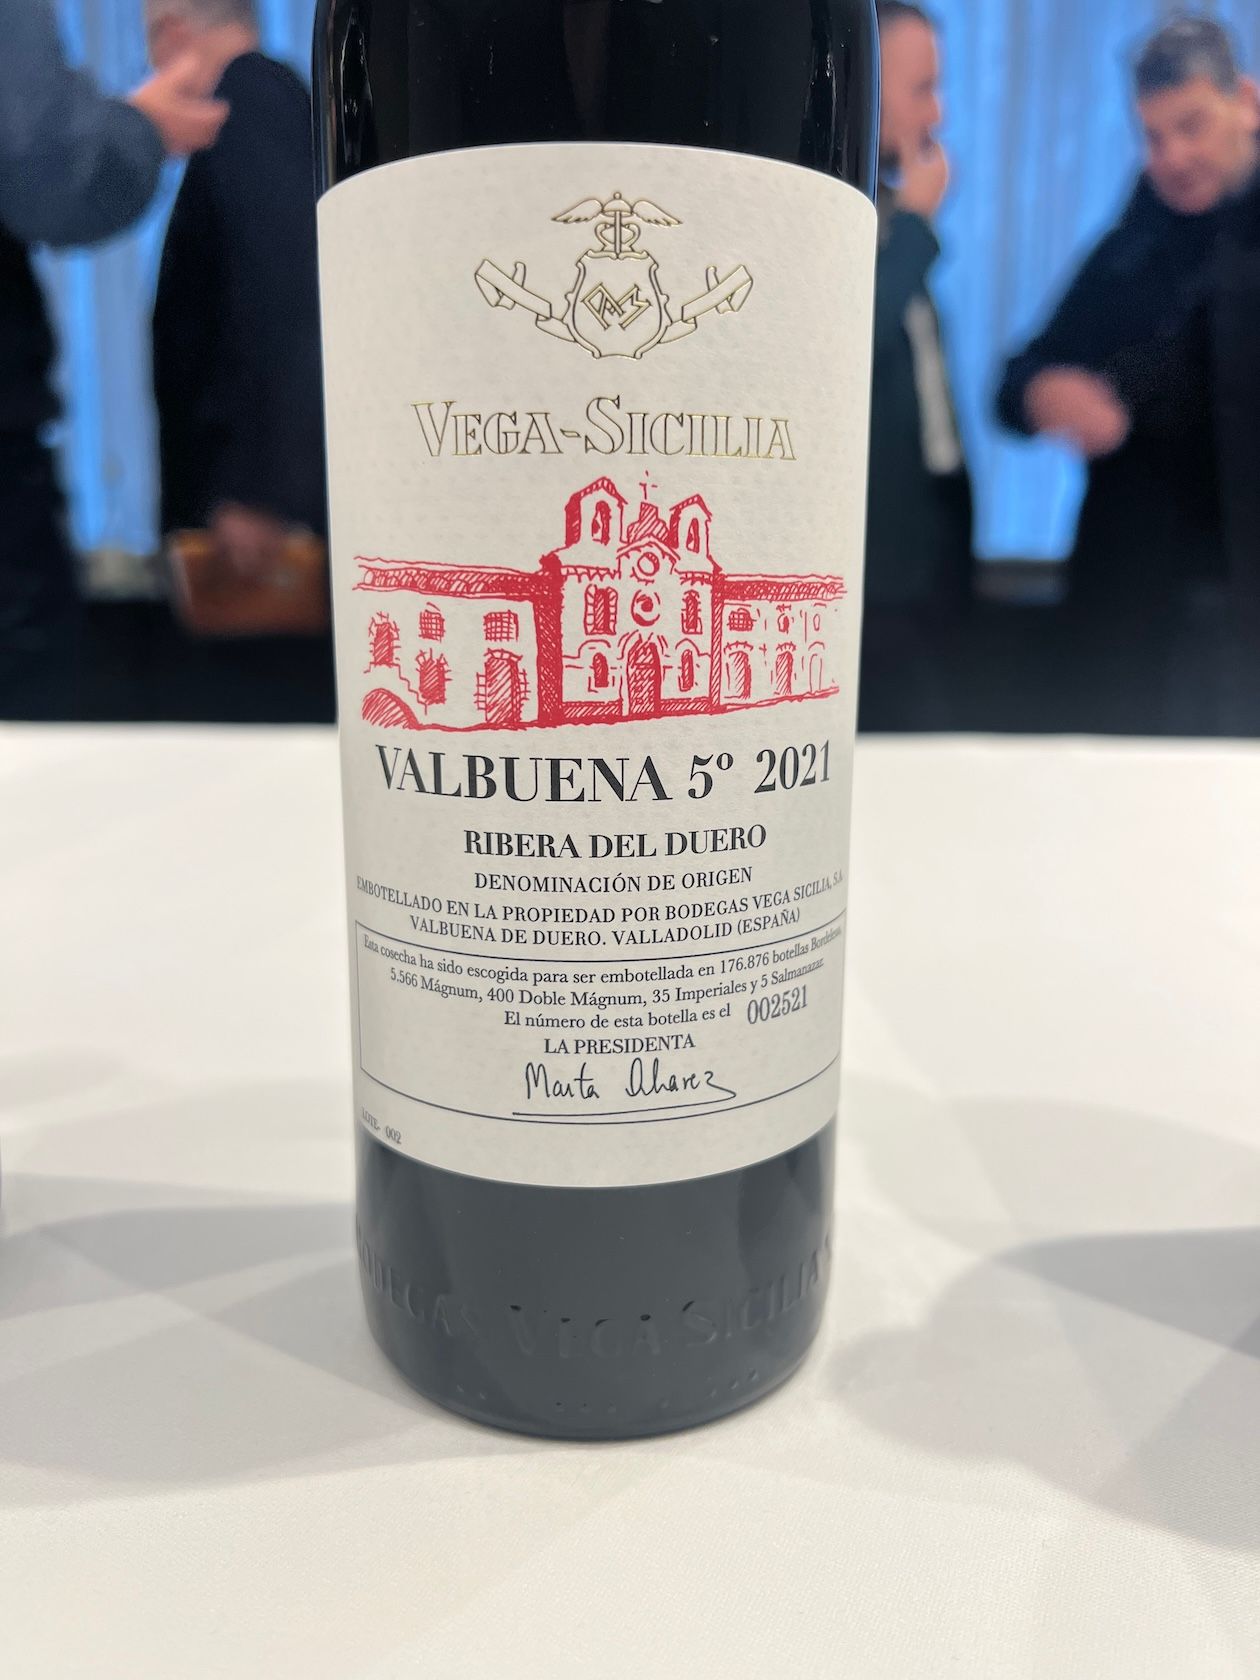 VEGA-SICILIA
VALBUENA 5º 2021
RIBERA DEL DUERO
DENOMINACIÓN DE ORIGEN
EMBOTELLADO EN LA PROPIEDAD POR BODEGAS VEGA SICILIA, S.A.
VALBUENA DE DUERO. VALLADOLID (ESPAÑA)
Esta cosecha ha sido escogida para ser embotellada en 176.876 botellas Bordelesas,
5.566 Mágnum, 400 Doble Mágnum, 35 Imperiales y 5 Salmanazar.
El número de esta botella es el 002521
LA PRESIDENTA
Marta Alvarez
LOTE- 002
BODEGAS VEGA SICILIA